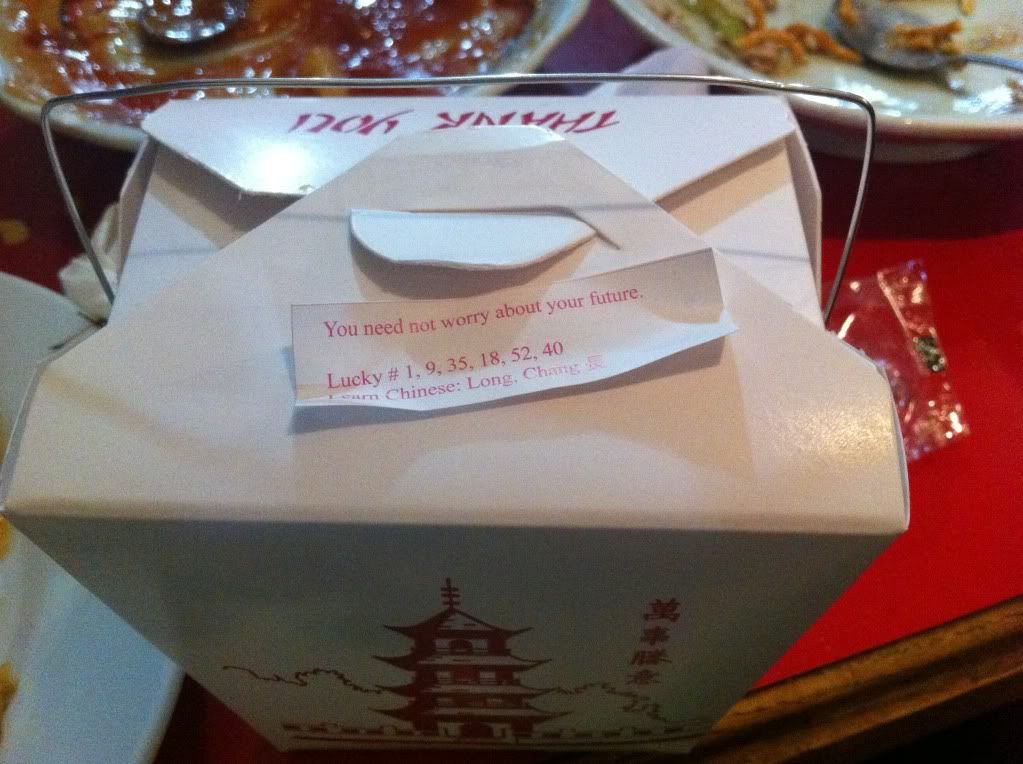 THANK YOU
You need not worry about your future.
Lucky # 1, 9, 35, 18, 52, 40
Learn Chinese: Long, Chang 長
萬事勝意